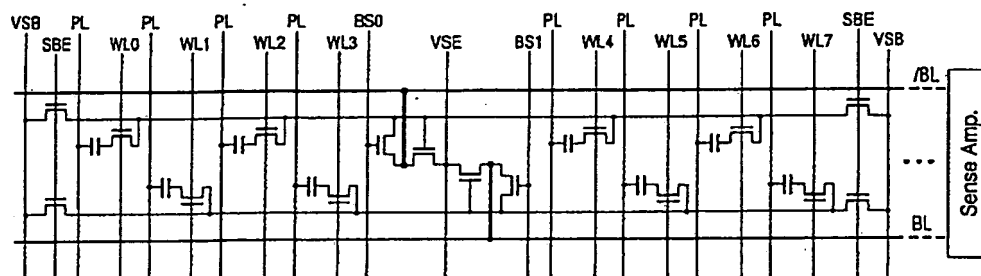 PL PL PL PL BS0 PL PL PL PL SBE
VSB SBE WL0 WL1 WL2 WL3 VSE BS1 WL4 WL5 WL6 WL7 VSB
/BL
Sense Amp.
BL